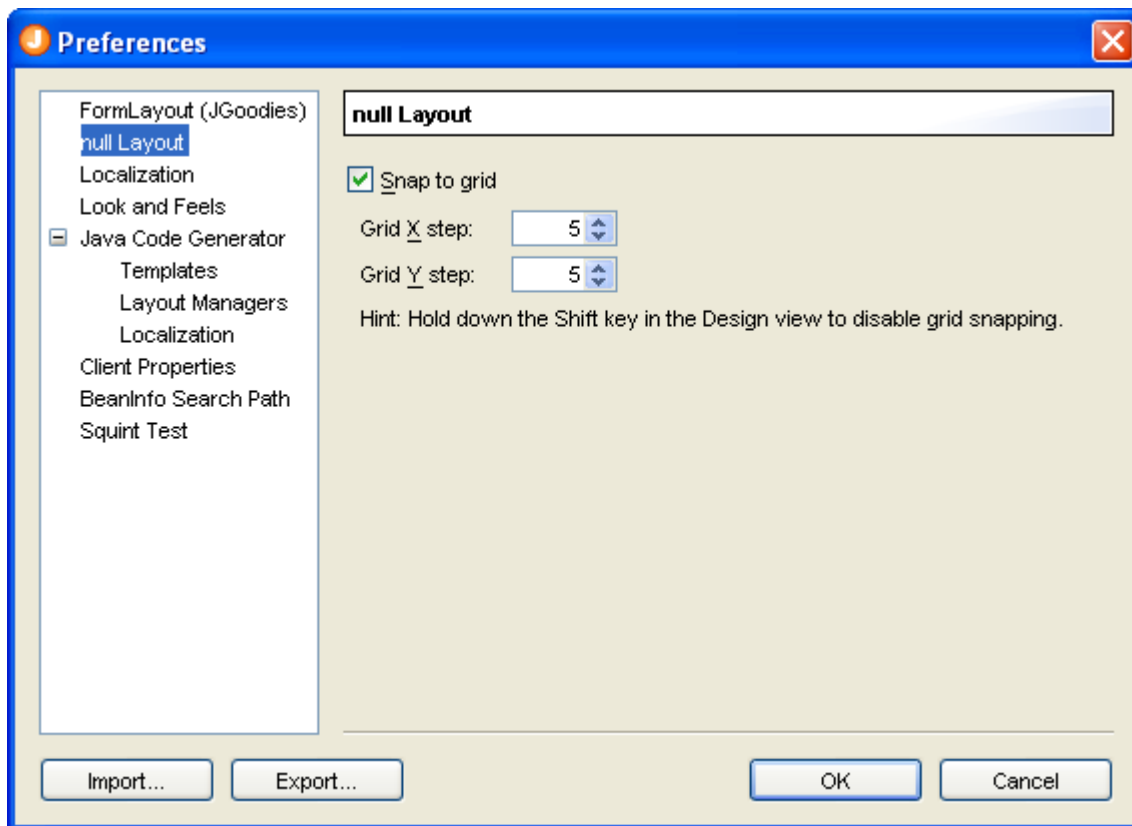 Preferences
FormLayout (JGoodies)
null Layout
Localization
Look and Feels
Java Code Generator
Templates
Layout Managers
Localization
Client Properties
BeanInfo Search Path
Squint Test
null Layout
Snap to grid
Grid X step: 5
Grid Y step: 5
Hint: Hold down the Shift key in the Design view to disable grid snapping.
Import... Export... OK Cancel